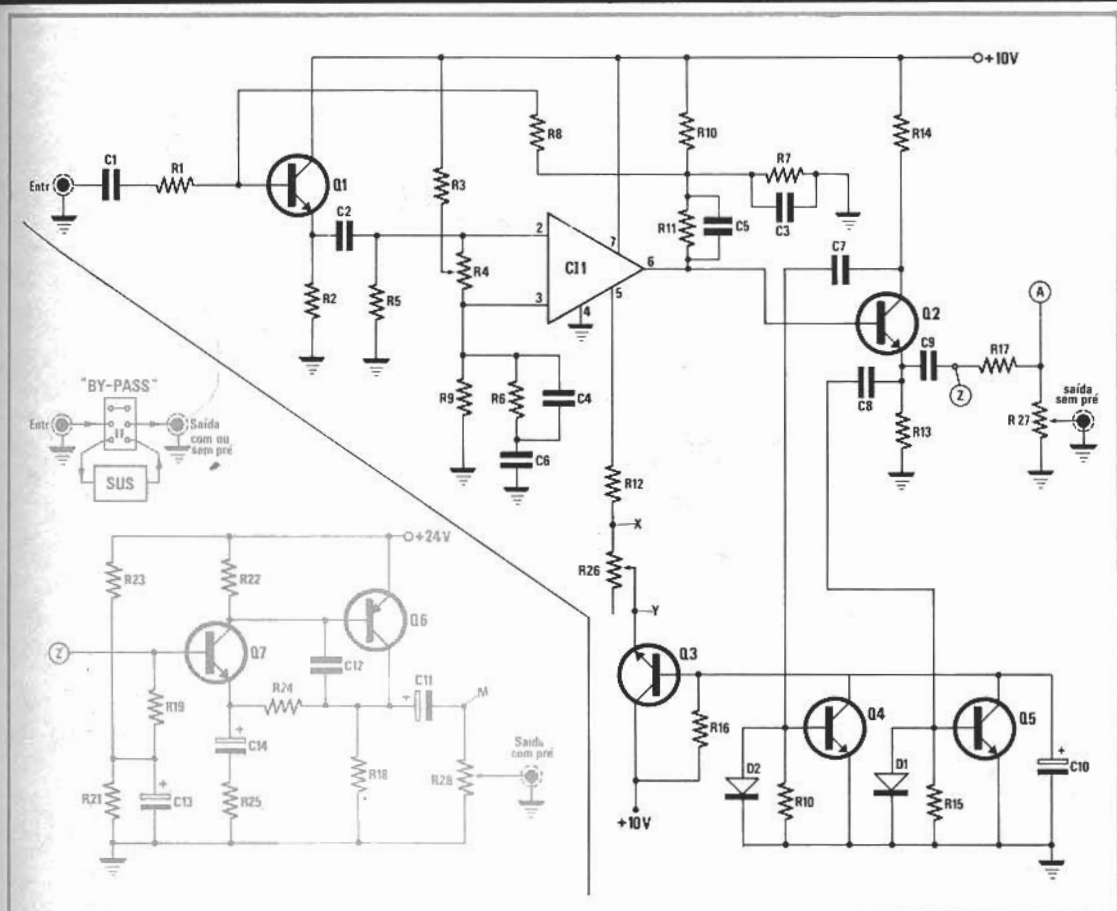 +10V
R8
R10
R14
C1
R1
R7
Entr
Q1
R3
C2
R11
C5
C3
2
7
C7
R4
CI1
6
R2
R5
3
5
4
Q2
A
C9
R17
"BY-PASS"
R6
C4
C8
Z
R27
saída
sem pré
R9
R13
Entr
Saída
com ou
sem pré
C6
SUS
R12
X
+24V
R23
R22
R26
Q6
Y
Z
Q7
C12
C11
M
Q3
R19
R24
+
Q4
Q5
R16
+
C14
Saída
com pré
+
C10
R21
+
C13
R25
R18
R28
D2
R10
D1
R15
+10V